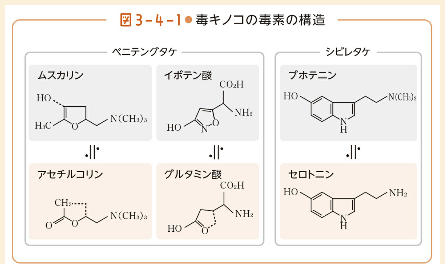 図3-4-1●毒キノコの毒素の構造
ベニテングタケ
シビレタケ
ムスカリン
HO
H₃C
O
N(CH₃)₃
イボテン酸
CO₂H
NH₂
HO
N
O
プホテニン
HO
N(CH₃)₂
N
H
アセチルコリン
CH₃
O
O
N(CH₃)₃
グルタミン酸
CO₂H
NH₂
HO
O
セロトニン
HO
NH₂
N
H